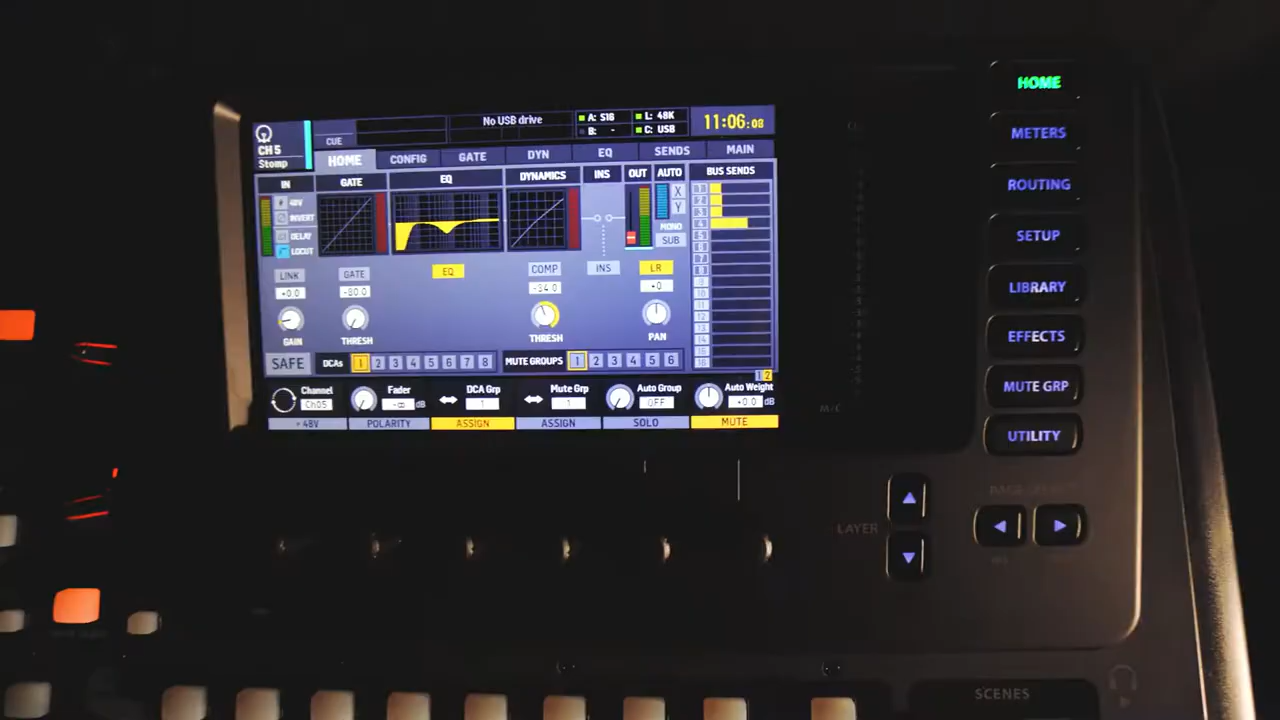 HOME
METERS
ROUTING
SETUP
LIBRARY
EFFECTS
MUTE GRP
UTILITY
CH 5
Stomp
CUE
No USB drive
A: S16
B: -
L: 48K
C: USB
11:06:08
HOME CONFIG GATE DYN EQ SENDS MAIN
IN GATE EQ DYNAMICS INS OUT AUTO BUS SENDS
48V
INVERT
DELAY
LOCUT
X
Y
MONO
SUB
LINK GATE EQ COMP INS LR
+0.0 -80.0 -34.0 +0
GAIN THRESH THRESH PAN
SAFE DCAs 1 2 3 4 5 6 7 8 MUTE GROUPS 1 2 3 4 5 6
1 2
Channel Fader DCA Grp Mute Grp Auto Group Auto Weight
Ch05 -∞ dB 1 1 OFF +0.0 dB
+48V POLARITY ASSIGN ASSIGN SOLO MUTE
LAYER
M/C
SCENES